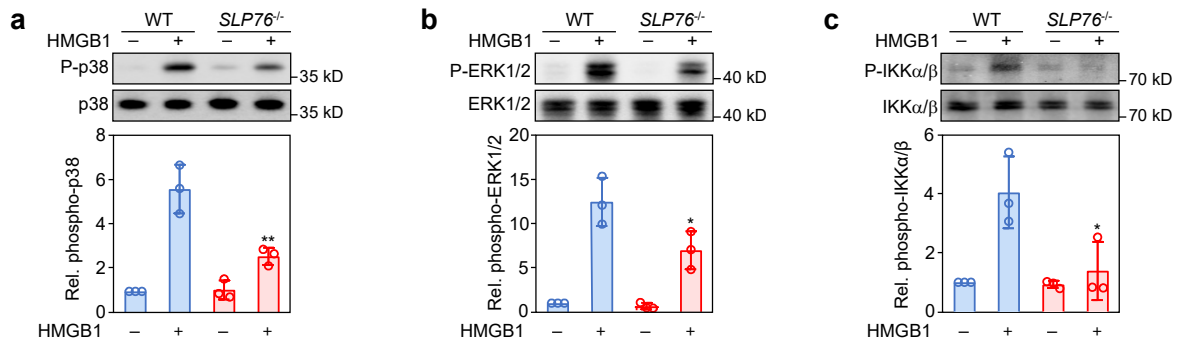 a
WT SLP76-/-
HMGB1 – + – +
P-p38
35 kD
p38
35 kD
Rel. phospho-p38
8
6
4
2
0
**
HMGB1 – + – +
b
WT SLP76-/-
HMGB1 – + – +
P-ERK1/2
40 kD
ERK1/2
40 kD
Rel. phospho-ERK1/2
20
15
10
5
0
*
HMGB1 – + – +
c
WT SLP76-/-
HMGB1 – + – +
P-IKKα/β
70 kD
IKKα/β
70 kD
Rel. phospho-IKKα/β
6
4
2
0
*
HMGB1 – + – +